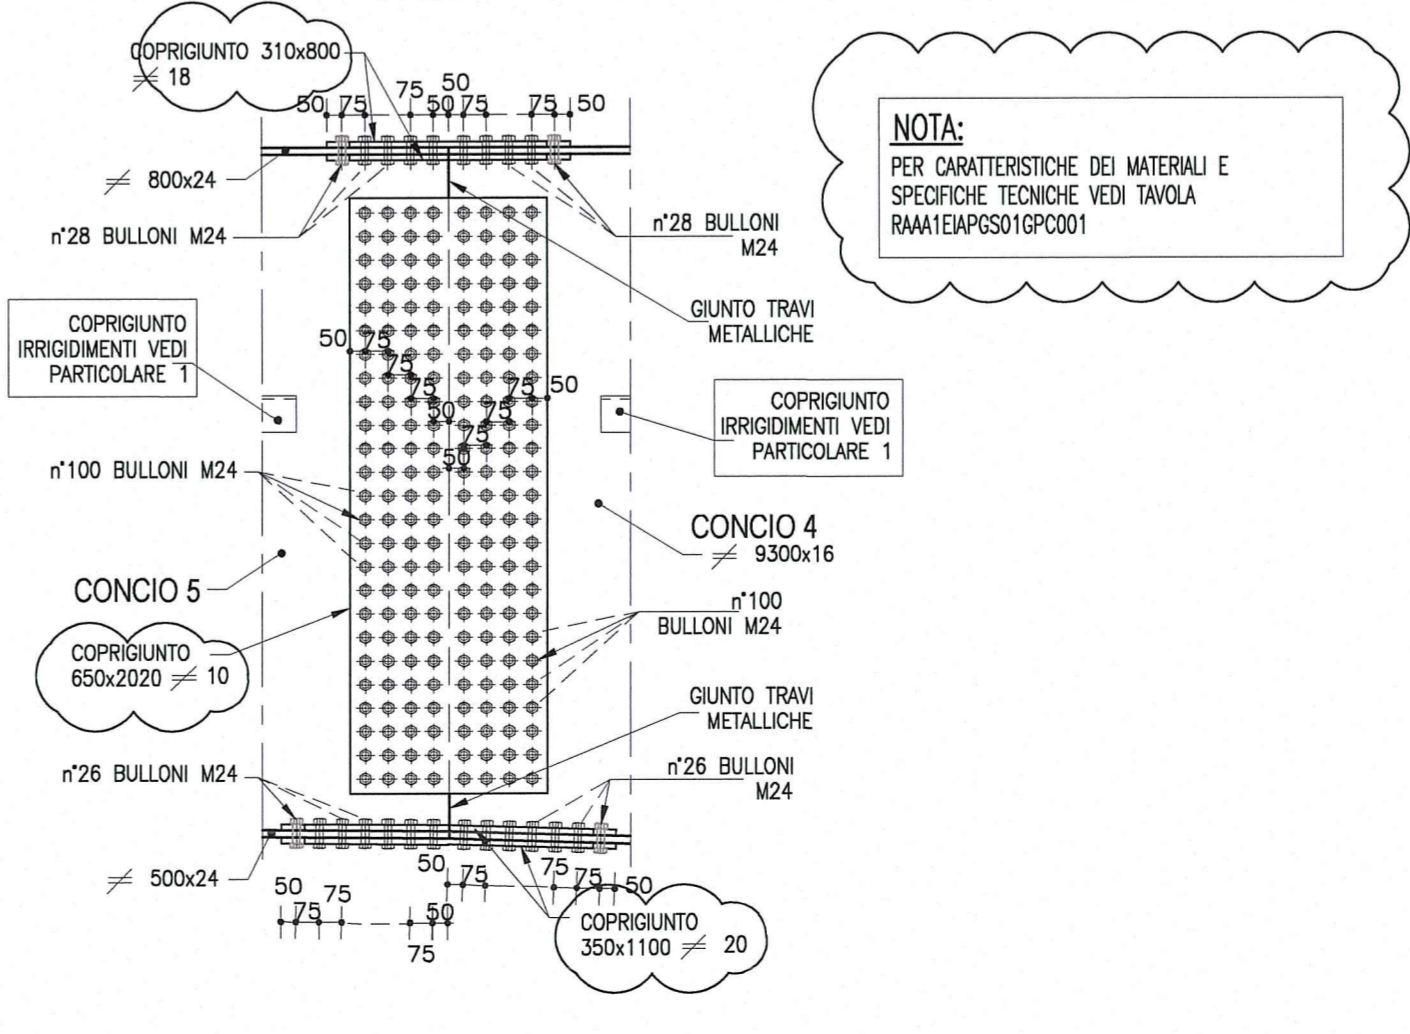 COPRIGIUNTO 310x800
18
50
75
75
50
50
75
75
50
800x24
n°28 BULLONI M24
n°28 BULLONI
M24
NOTA:
PER CARATTERISTICHE DEI MATERIALI E
SPECIFICHE TECNICHE VEDI TAVOLA
RAAA1EIAPGS01GPC001
GIUNTO TRAVI
METALLICHE
COPRIGIUNTO
IRRIGIDIMENTI VEDI
PARTICOLARE 1
50
75
75
75
50
75
50
75
75
50
COPRIGIUNTO
IRRIGIDIMENTI VEDI
PARTICOLARE 1
n°100 BULLONI M24
CONCIO 4
9300x16
CONCIO 5
n°100
BULLONI M24
COPRIGIUNTO
650x2020 10
GIUNTO TRAVI
METALLICHE
n°26 BULLONI M24
n°26 BULLONI
M24
500x24
50
75
75
75
50
50
75
75
50
75
COPRIGIUNTO
350x1100 20